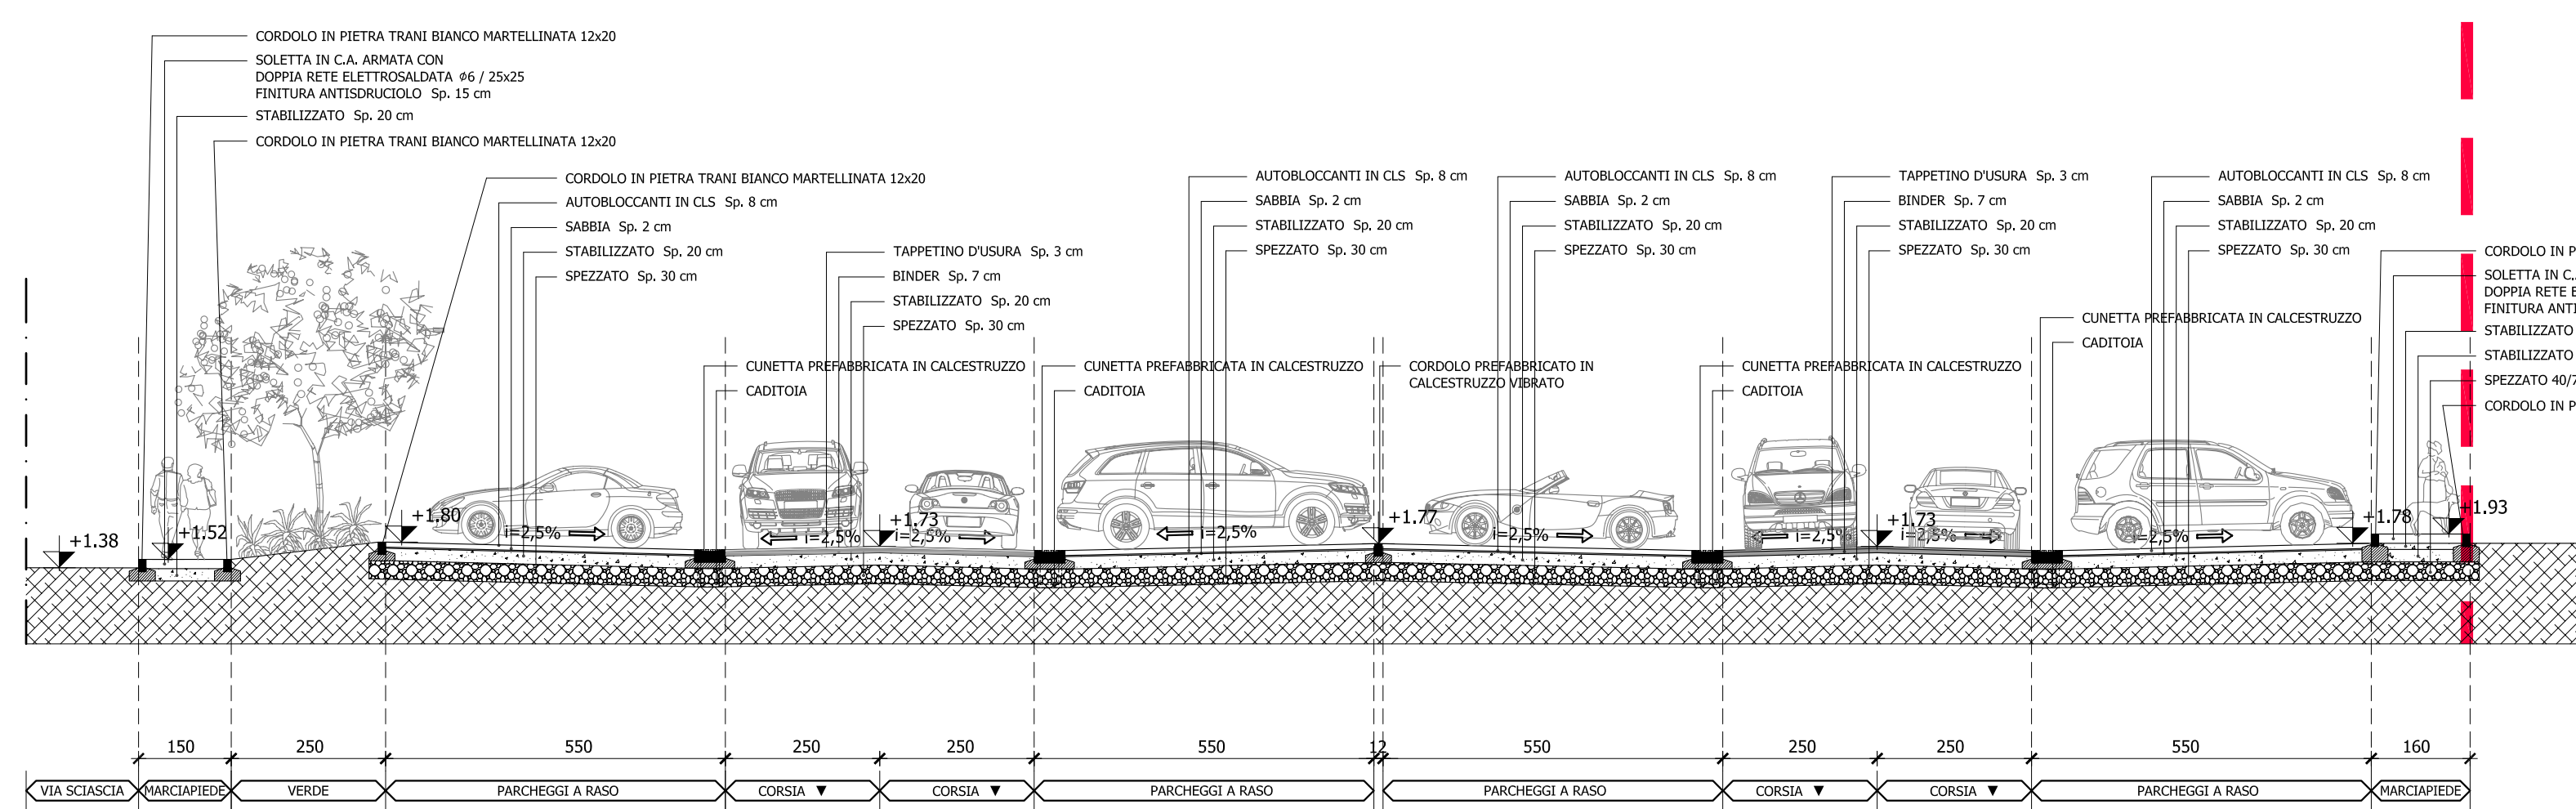 CORDOLO IN PIETRA TRANI BIANCO MARTELLINATA 12x20
SOLETTA IN C.A. ARMATA CON
DOPPIA RETE ELETTROSALDATA ⌀6 / 25x25
FINITURA ANTISDRUCIOLO Sp. 15 cm
STABILIZZATO Sp. 20 cm
CORDOLO IN PIETRA TRANI BIANCO MARTELLINATA 12x20
CORDOLO IN PIETRA TRANI BIANCO MARTELLINATA 12x20
AUTOBLOCCANTI IN CLS Sp. 8 cm
SABBIA Sp. 2 cm
STABILIZZATO Sp. 20 cm
SPEZZATO Sp. 30 cm
TAPPETINO D'USURA Sp. 3 cm
BINDER Sp. 7 cm
STABILIZZATO Sp. 20 cm
SPEZZATO Sp. 30 cm
CUNETTA PREFABBRICATA IN CALCESTRUZZO
CADITOIA
AUTOBLOCCANTI IN CLS Sp. 8 cm
SABBIA Sp. 2 cm
STABILIZZATO Sp. 20 cm
SPEZZATO Sp. 30 cm
CUNETTA PREFABBRICATA IN CALCESTRUZZO
CADITOIA
AUTOBLOCCANTI IN CLS Sp. 8 cm
SABBIA Sp. 2 cm
STABILIZZATO Sp. 20 cm
SPEZZATO Sp. 30 cm
CORDOLO PREFABBRICATO IN
CALCESTRUZZO VIBRATO
TAPPETINO D'USURA Sp. 3 cm
BINDER Sp. 7 cm
STABILIZZATO Sp. 20 cm
SPEZZATO Sp. 30 cm
CUNETTA PREFABBRICATA IN CALCESTRUZZO
CADITOIA
AUTOBLOCCANTI IN CLS Sp. 8 cm
SABBIA Sp. 2 cm
STABILIZZATO Sp. 20 cm
SPEZZATO Sp. 30 cm
CUNETTA PREFABBRICATA IN CALCESTRUZZO
CADITOIA
CORDOLO IN P
SOLETTA IN C.
DOPPIA RETE
FINITURA ANTI
STABILIZZATO
STABILIZZATO
SPEZZATO 40/7
CORDOLO IN P
+1.38
+1.52
+1.80
i=2,5%
i=2,5%
+1.73
i=2,5%
i=2,5%
+1.77
i=2,5%
i=2,5%
+1.73
i=2,5%
i=2,5%
+1.78
+1.93
150
250
550
250
250
550
12
550
250
250
550
160
VIA SCIASCIA
MARCIAPIEDE
VERDE
PARCHEGGI A RASO
CORSIA ▼
CORSIA ▼
PARCHEGGI A RASO
PARCHEGGI A RASO
CORSIA ▼
CORSIA ▼
PARCHEGGI A RASO
MARCIAPIEDE